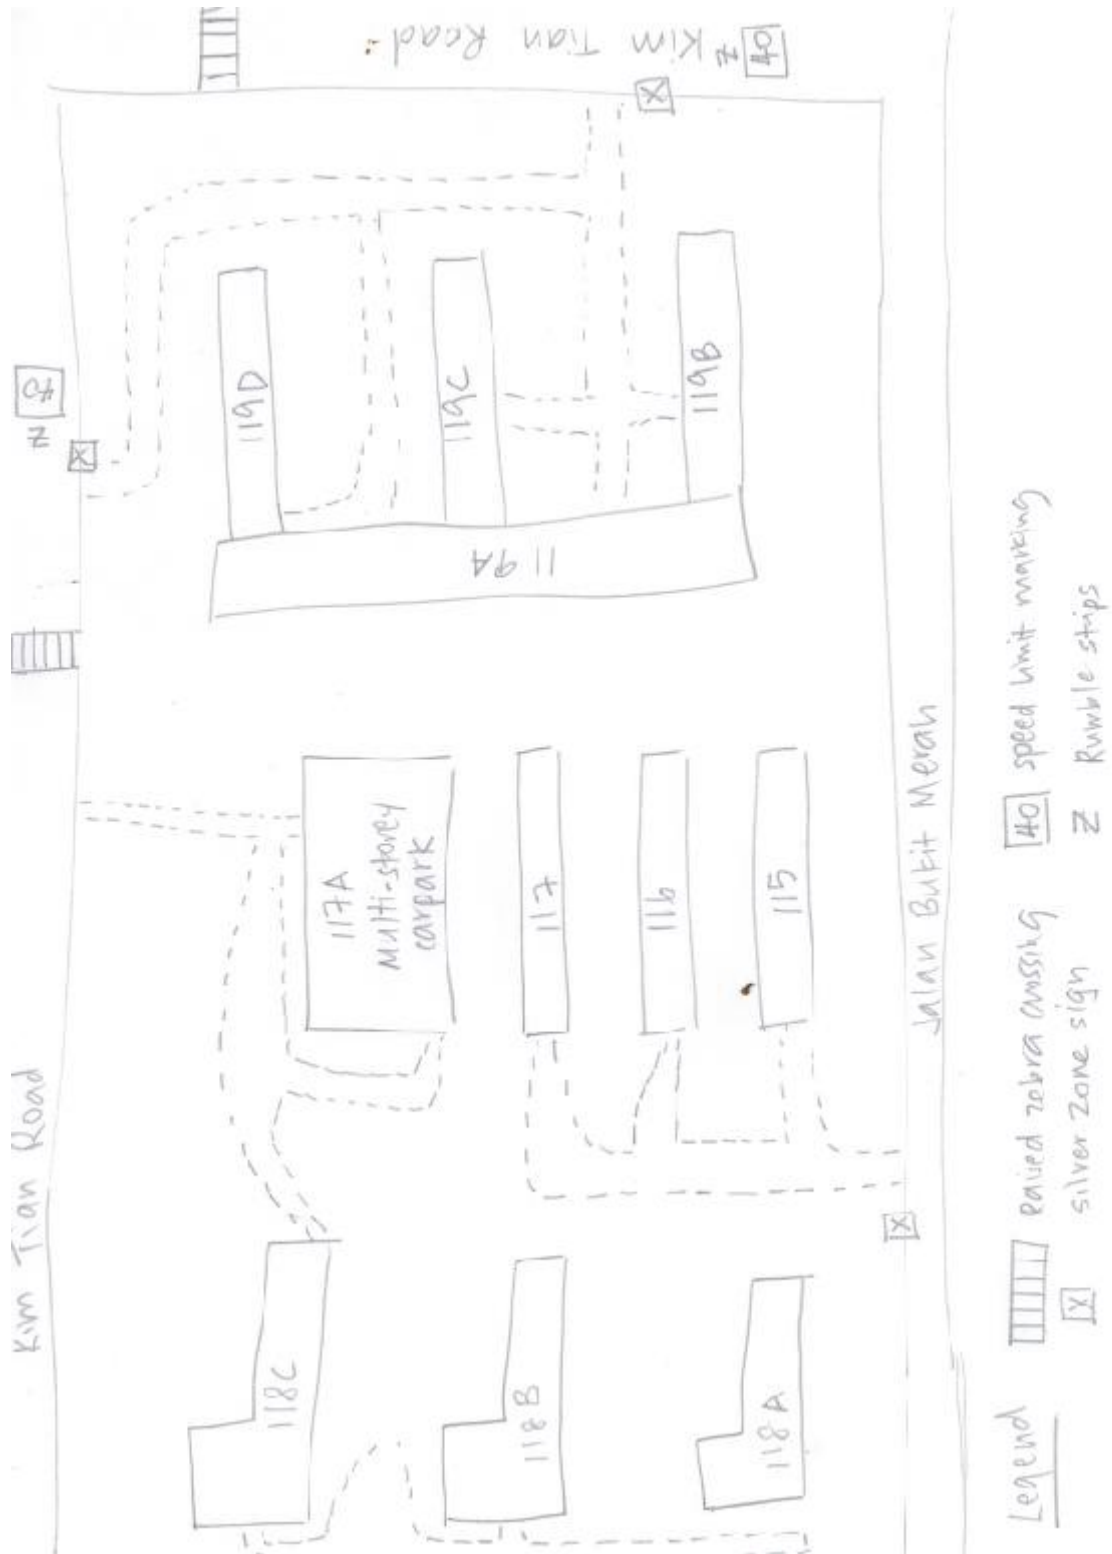 Kim Tian Road
Z
40
X
40
Z
X
119D
119C
119B
119A
117A
Multi-storey
carpark
117
116
115
Kim Tian Road
Jalan Bukit Merah
X
118C
118B
118A
Legend
Raised zebra crossing
X
silver zone sign
40 speed limit marking
Z Rumble strips